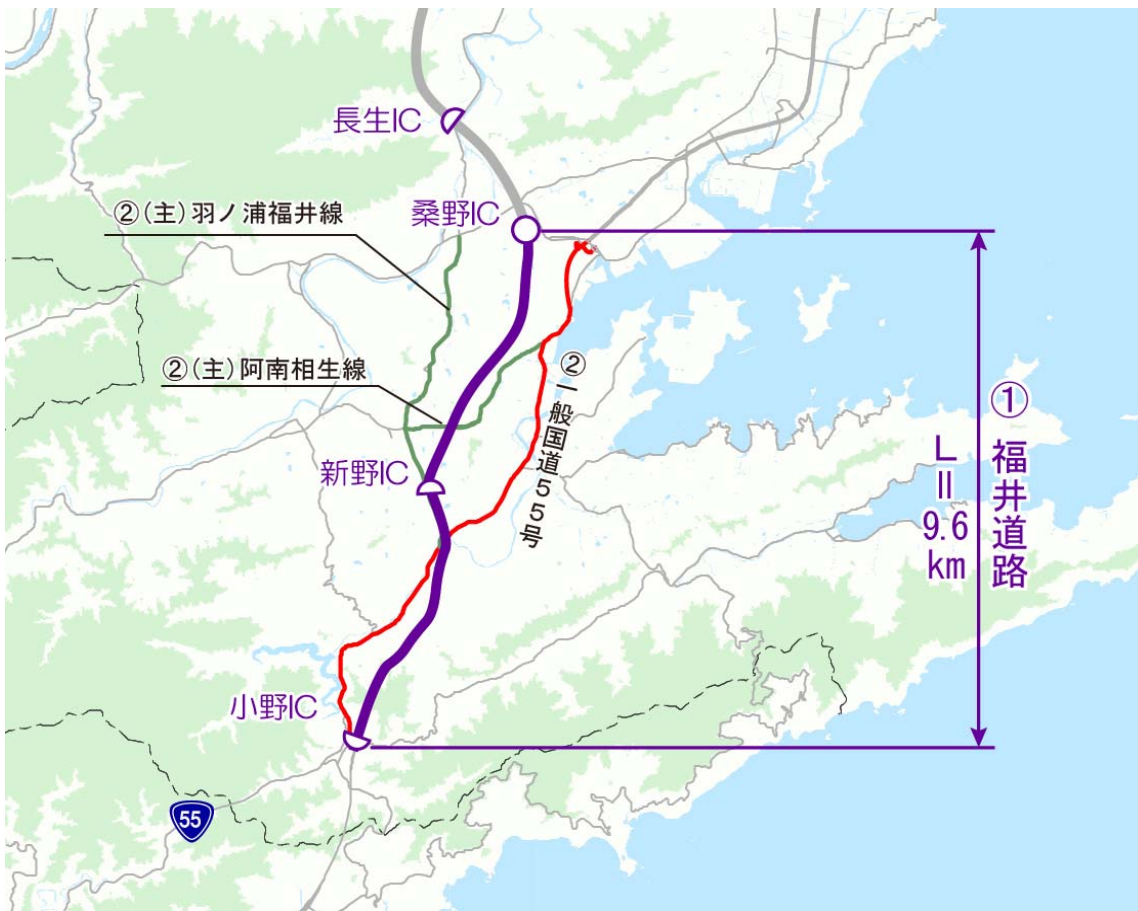 長生IC
桑野IC
②(主)羽ノ浦福井線
②(主)阿南相生線
②一般国道55号
新野IC
小野IC
①福井道路
L=9.6km
55